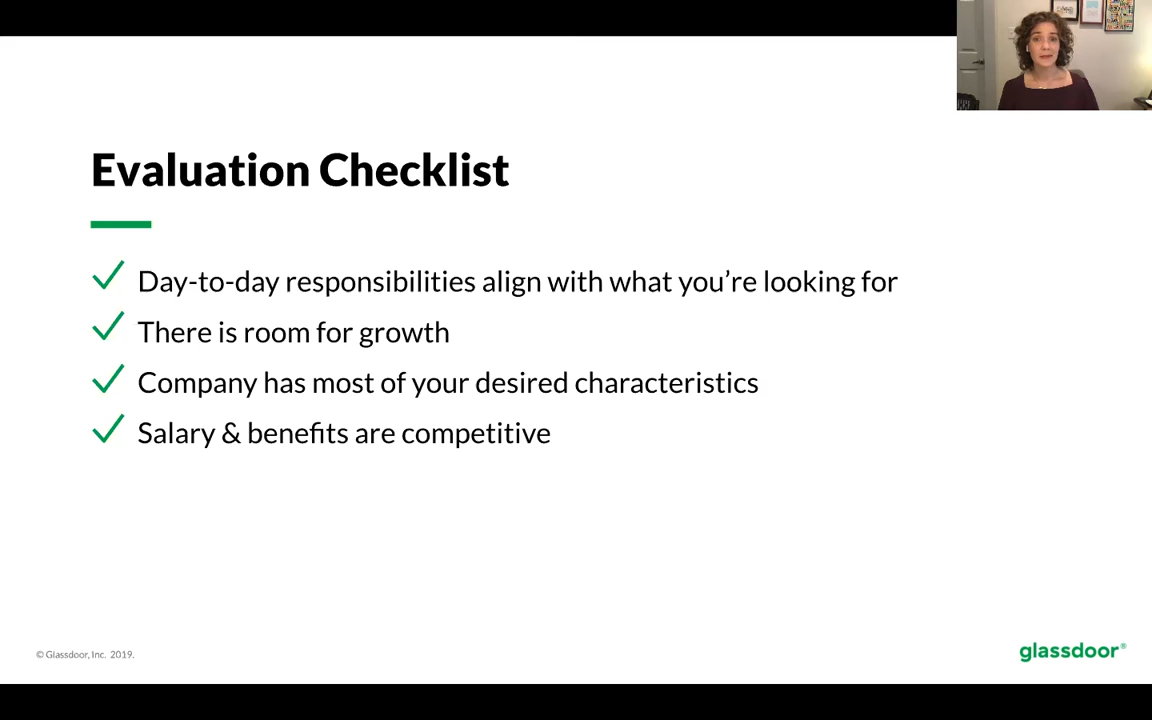 Evaluation Checklist
Day-to-day responsibilities align with what you’re looking for
There is room for growth
Company has most of your desired characteristics
Salary & benefits are competitive
© Glassdoor, Inc. 2019.
glassdoor®